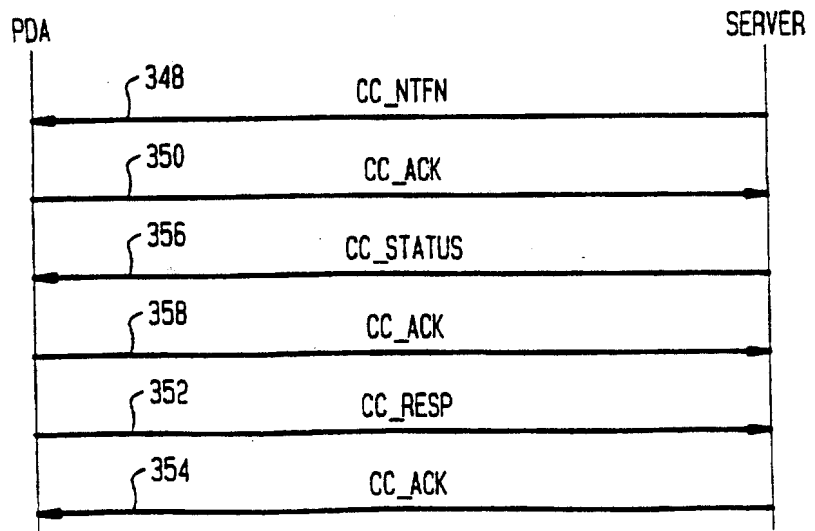 PDA
SERVER
348
CC_NTFN
350
CC_ACK
356
CC_STATUS
358
CC_ACK
352
CC_RESP
354
CC_ACK